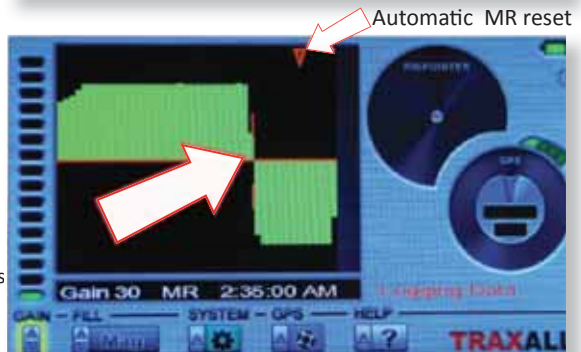 Automatic MR reset
PINPOINTER
GPS
s
Gain 30 MR 2:35:00 AM
Logging Data
GAIN FILL SYSTEM GPS HELP
?
TRAXALL